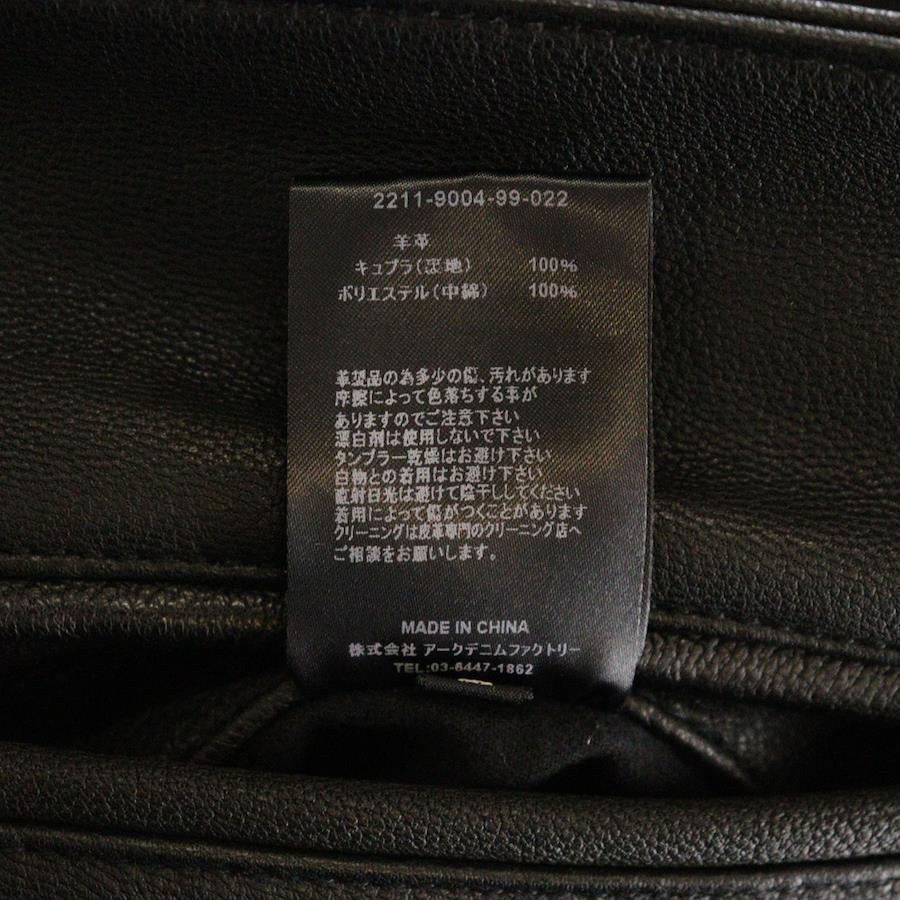 2211-9004-99-022
羊革
キュプラ(裏地) 100%
ポリエステル(中綿) 100%
革製品の為多少の傷、汚れがあります
摩擦によって色落ちする事が
ありますのでご注意下さい
漂白剤は使用しないで下さい
タンブラー乾燥はお避け下さい
白物との着用はお避け下さい
直射日光は避けて陰干ししてください
着用によって傷がつくことがあります
クリーニングは皮革専門のクリーニング店へ
ご相談をお願いします。
MADE IN CHINA
株式会社 アークデニムファクトリー
TEL:03-6447-1862